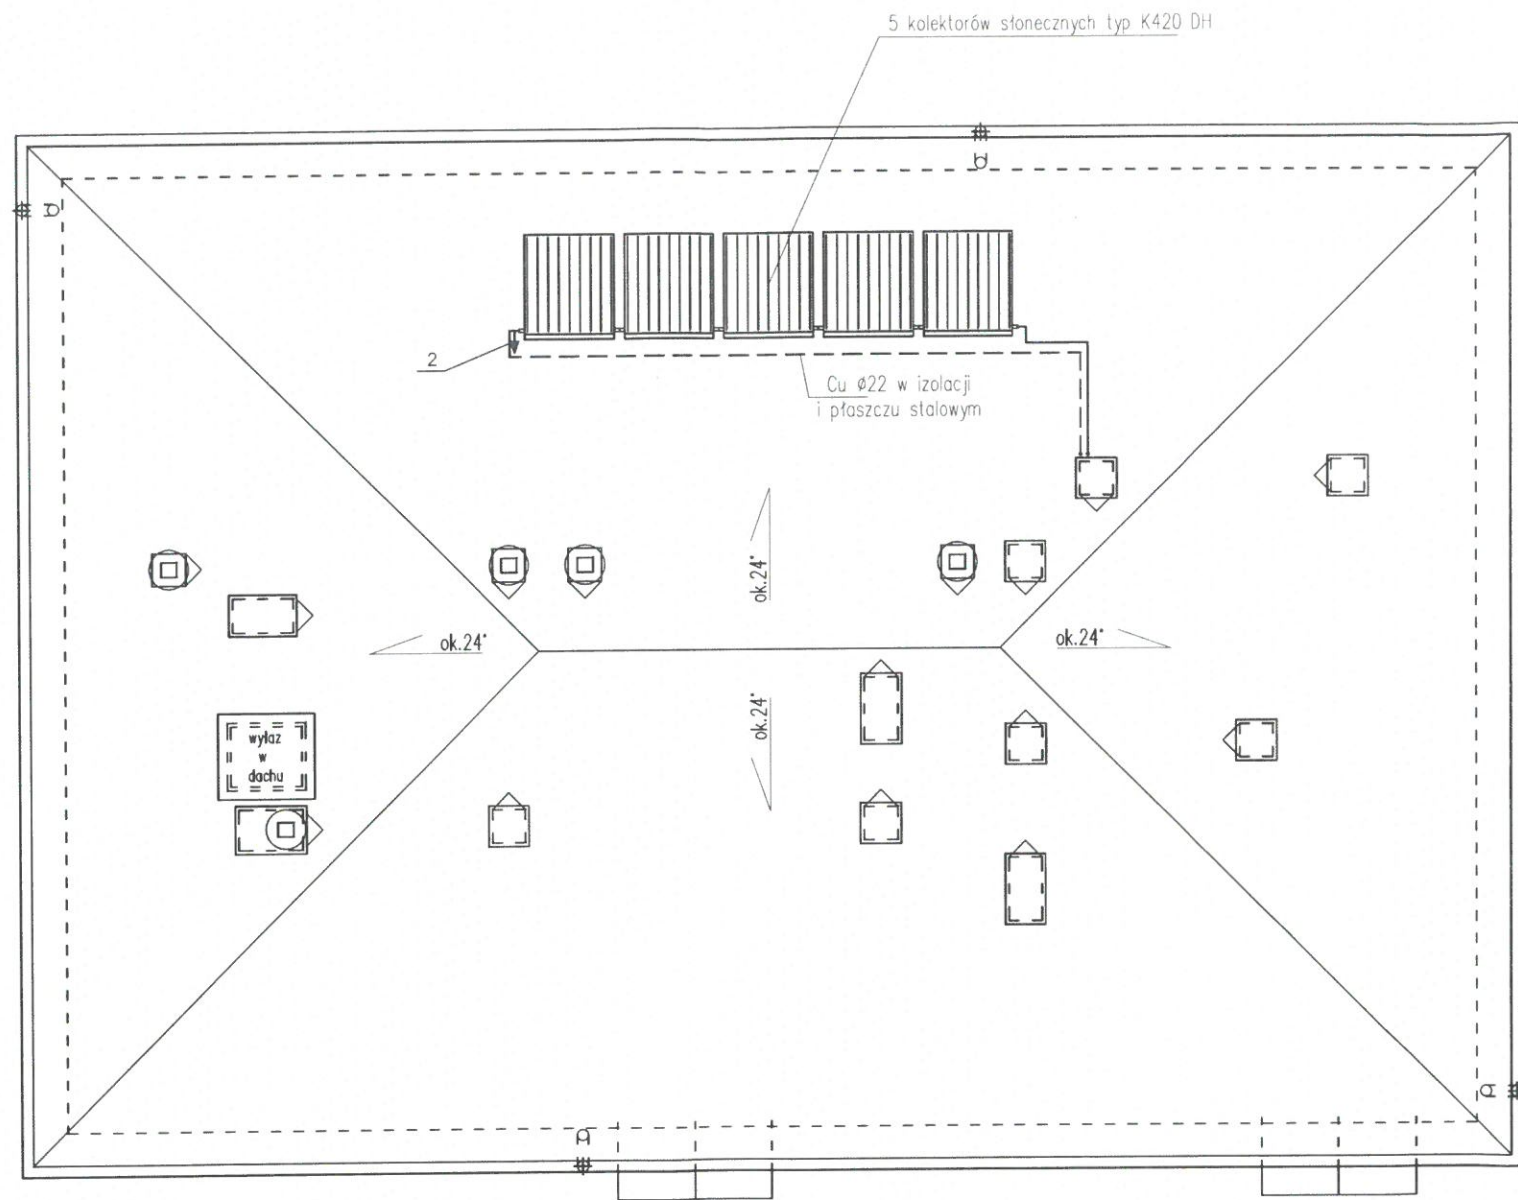 5 kolektorów słonecznych typ K420 DH
2
Cu ø22 w izolacji
i płaszczu stalowym
ok.24°
ok.24°
ok.24°
ok.24°
wyłaz
w
dachu